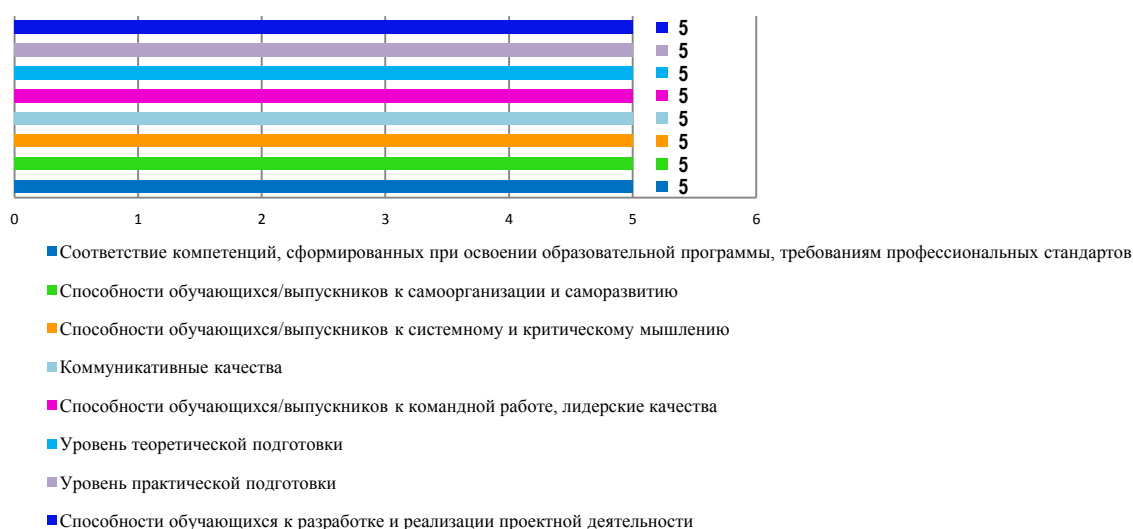 5
5
5
5
5
5
5
5
0 1 2 3 4 5 6
Соответствие компетенций, сформированных при освоении образовательной программы, требованиям профессиональных стандартов
Способности обучающихся/выпускников к самоорганизации и саморазвитию
Способности обучающихся/выпускников к системному и критическому мышлению
Коммуникативные качества
Способности обучающихся/выпускников к командной работе, лидерские качества
Уровень теоретической подготовки
Уровень практической подготовки
Способности обучающихся к разработке и реализации проектной деятельности